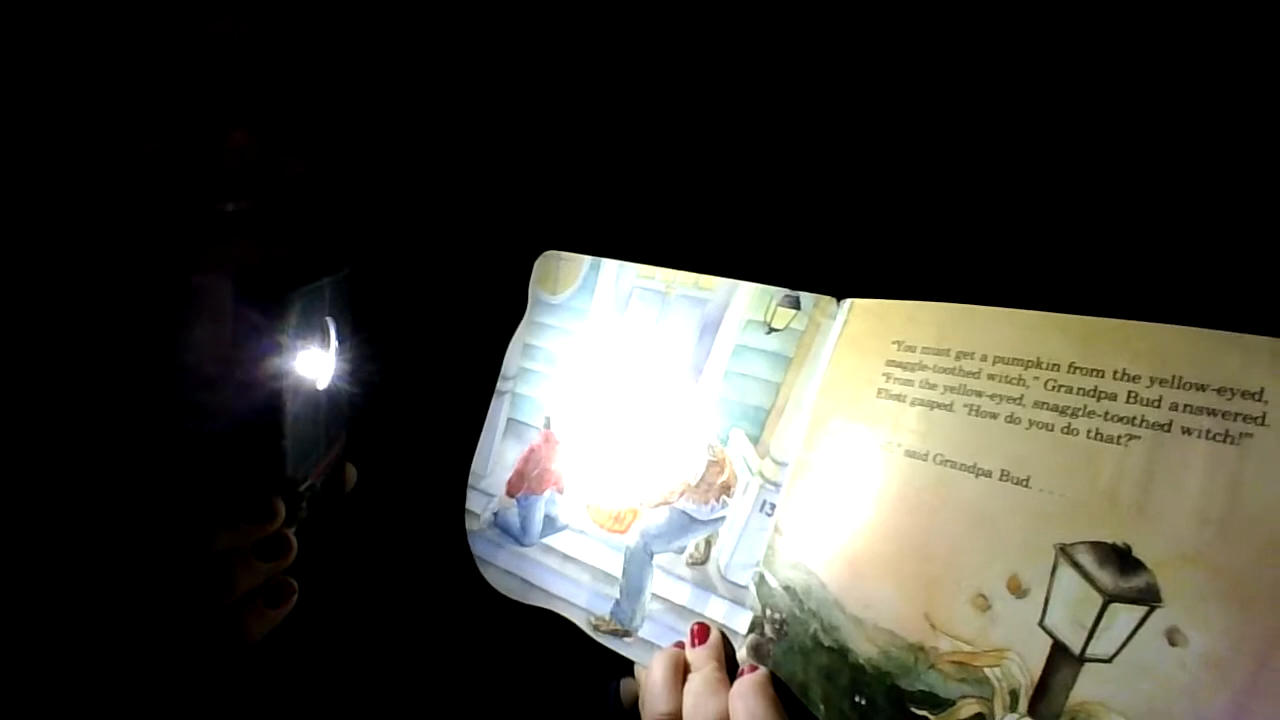 "You must get a pumpkin from the yellow-eyed,
snaggle-toothed witch," Grandpa Bud answered.
"From the yellow-eyed, snaggle-toothed witch!"
Eliott gasped. "How do you do that?"
" said Grandpa Bud. . . .
13